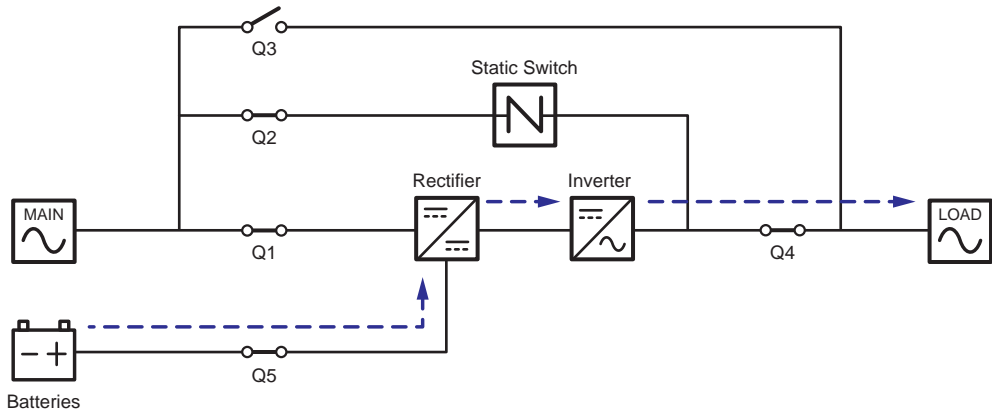 Q3
Static Switch
Q2
Rectifier
Inverter
MAIN
LOAD
Q1
Q4
Q5
Batteries